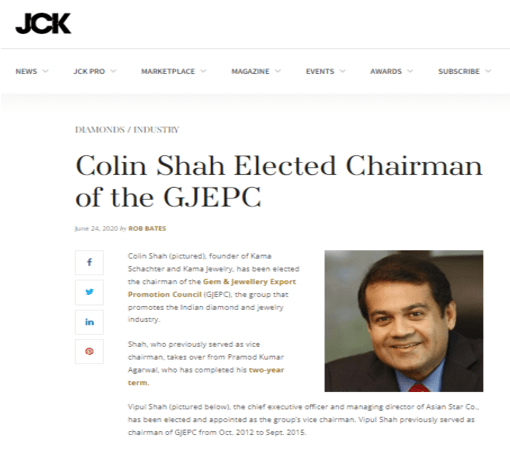 JCK
NEWS JCK PRO MARKETPLACE MAGAZINE EVENTS AWARDS SUBSCRIBE
DIAMONDS / INDUSTRY
Colin Shah Elected Chairman
of the GJEPC
June 24, 2020 by ROB BATES
Colin Shah (pictured), founder of Kama
Schachter and Kama Jewelry, has been elected
the chairman of the Gem & Jewellery Export
Promotion Council (GJEPC), the group that
promotes the Indian diamond and jewelry
industry.
Shah, who previously served as vice
chairman, takes over from Pramod Kumar
Agarwal, who has completed his two-year
term.
Vipul Shah (pictured below), the chief executive officer and managing director of Asian Star Co.,
has been elected and appointed as the group's vice chairman. Vipul Shah previously served as
chairman of GJEPC from Oct. 2012 to Sept. 2015.